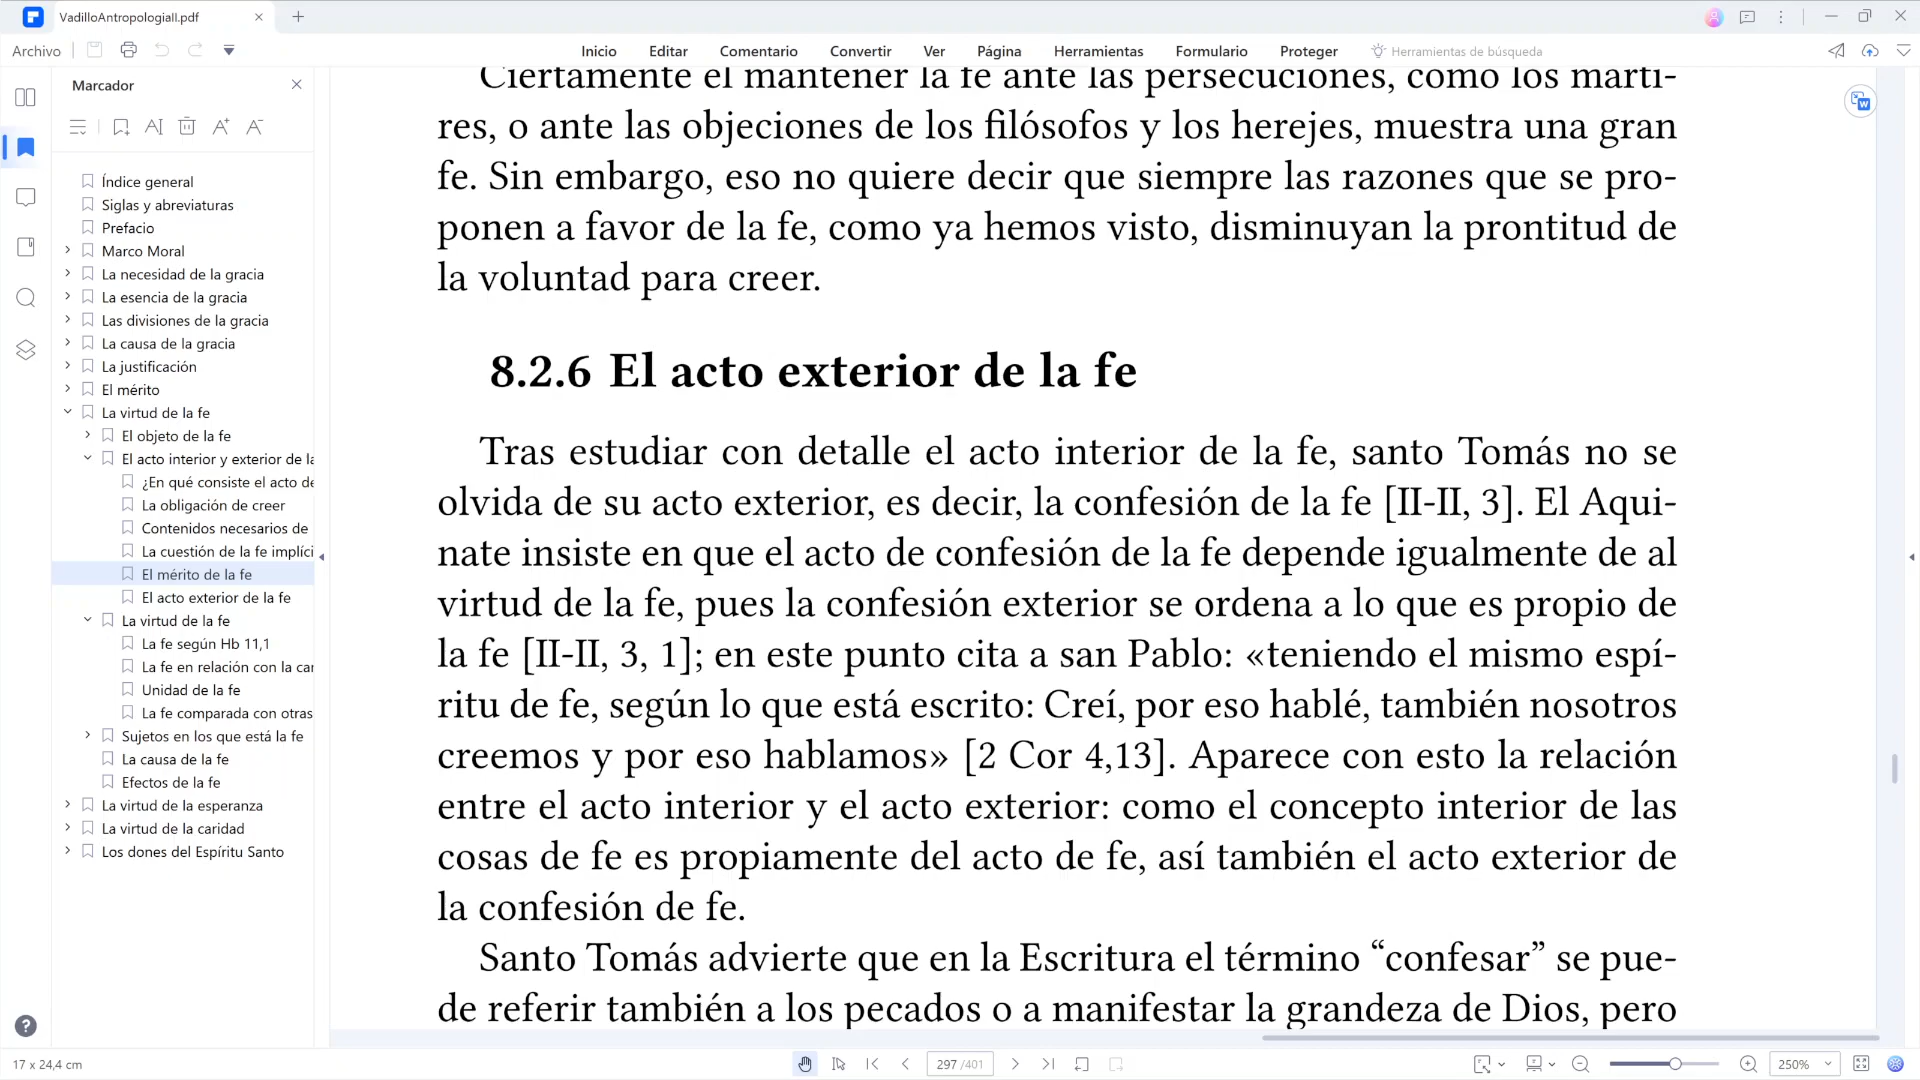 VadilloAntropologiaII.pdf
Archivo
Inicio
Editar
Comentario
Convertir
Ver
Página
Herramientas
Formulario
Proteger
Herramientas de búsqueda
Marcador
Índice general
Siglas y abreviaturas
Prefacio
Marco Moral
La necesidad de la gracia
La esencia de la gracia
Las divisiones de la gracia
La causa de la gracia
La justificación
El mérito
La virtud de la fe
El objeto de la fe
El acto interior y exterior de la
¿En qué consiste el acto de
La obligación de creer
Contenidos necesarios de
La cuestión de la fe implíci
El mérito de la fe
El acto exterior de la fe
La virtud de la fe
La fe según Hb 11,1
La fe en relación con la car
Unidad de la fe
La fe comparada con otras
Sujetos en los que está la fe
La causa de la fe
Efectos de la fe
La virtud de la esperanza
La virtud de la caridad
Los dones del Espíritu Santo
Ciertamente el mantener la fe ante las persecuciones, como los márti-
res, o ante las objeciones de los filósofos y los herejes, muestra una gran
fe. Sin embargo, eso no quiere decir que siempre las razones que se pro-
ponen a favor de la fe, como ya hemos visto, disminuyan la prontitud de
la voluntad para creer.
8.2.6 El acto exterior de la fe
Tras estudiar con detalle el acto interior de la fe, santo Tomás no se
olvida de su acto exterior, es decir, la confesión de la fe [II-II, 3]. El Aqui-
nate insiste en que el acto de confesión de la fe depende igualmente de al
virtud de la fe, pues la confesión exterior se ordena a lo que es propio de
la fe [II-II, 3, 1]; en este punto cita a san Pablo: «teniendo el mismo espí-
ritu de fe, según lo que está escrito: Creí, por eso hablé, también nosotros
creemos y por eso hablamos» [2 Cor 4,13]. Aparece con esto la relación
entre el acto interior y el acto exterior: como el concepto interior de las
cosas de fe es propiamente del acto de fe, así también el acto exterior de
la confesión de fe.
Santo Tomás advierte que en la Escritura el término “confesar” se pue-
de referir también a los pecados o a manifestar la grandeza de Dios, pero
17 x 24,4 cm
297 /401
250%